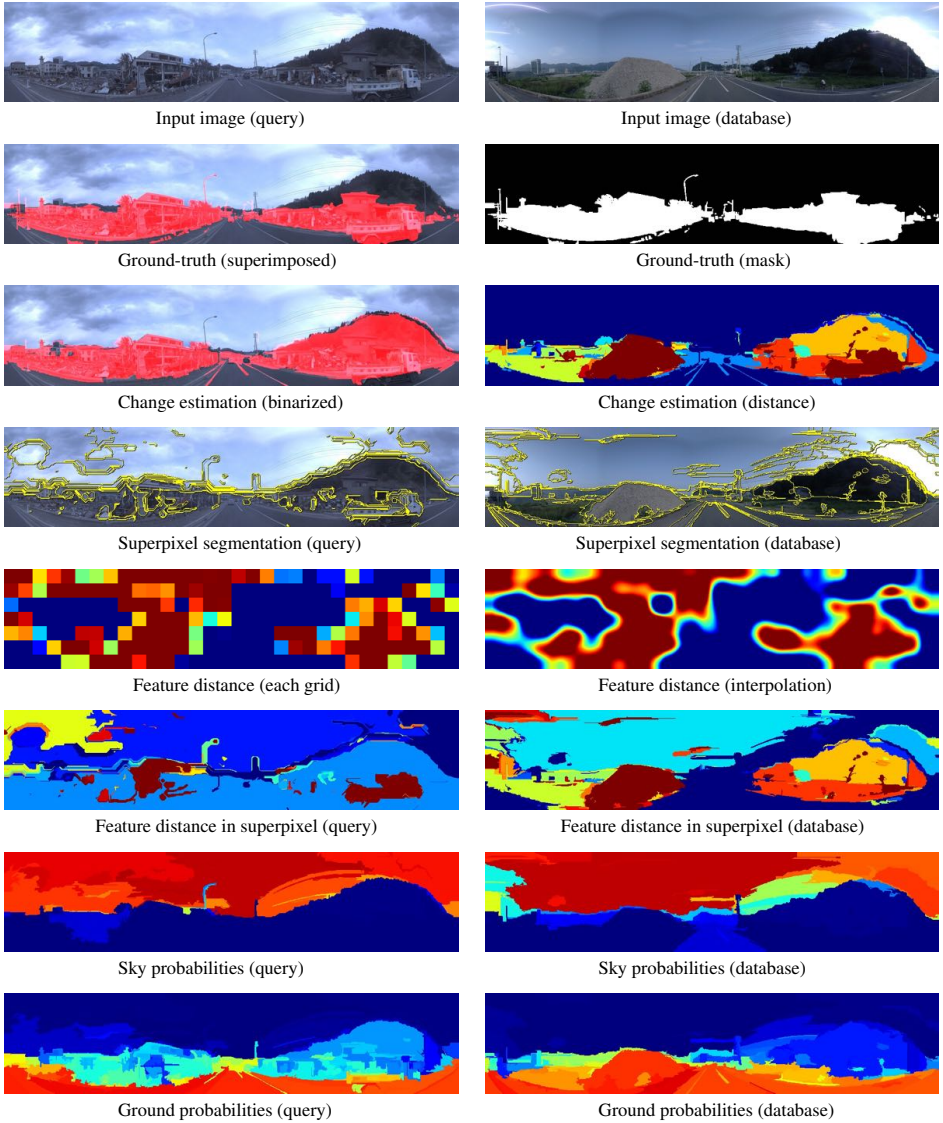 Input image (query)
Input image (database)
Ground-truth (superimposed)
Ground-truth (mask)
Change estimation (binarized)
Change estimation (distance)
Superpixel segmentation (query)
Superpixel segmentation (database)
Feature distance (each grid)
Feature distance (interpolation)
Feature distance in superpixel (query)
Feature distance in superpixel (database)
Sky probabilities (query)
Sky probabilities (database)
Ground probabilities (query)
Ground probabilities (database)